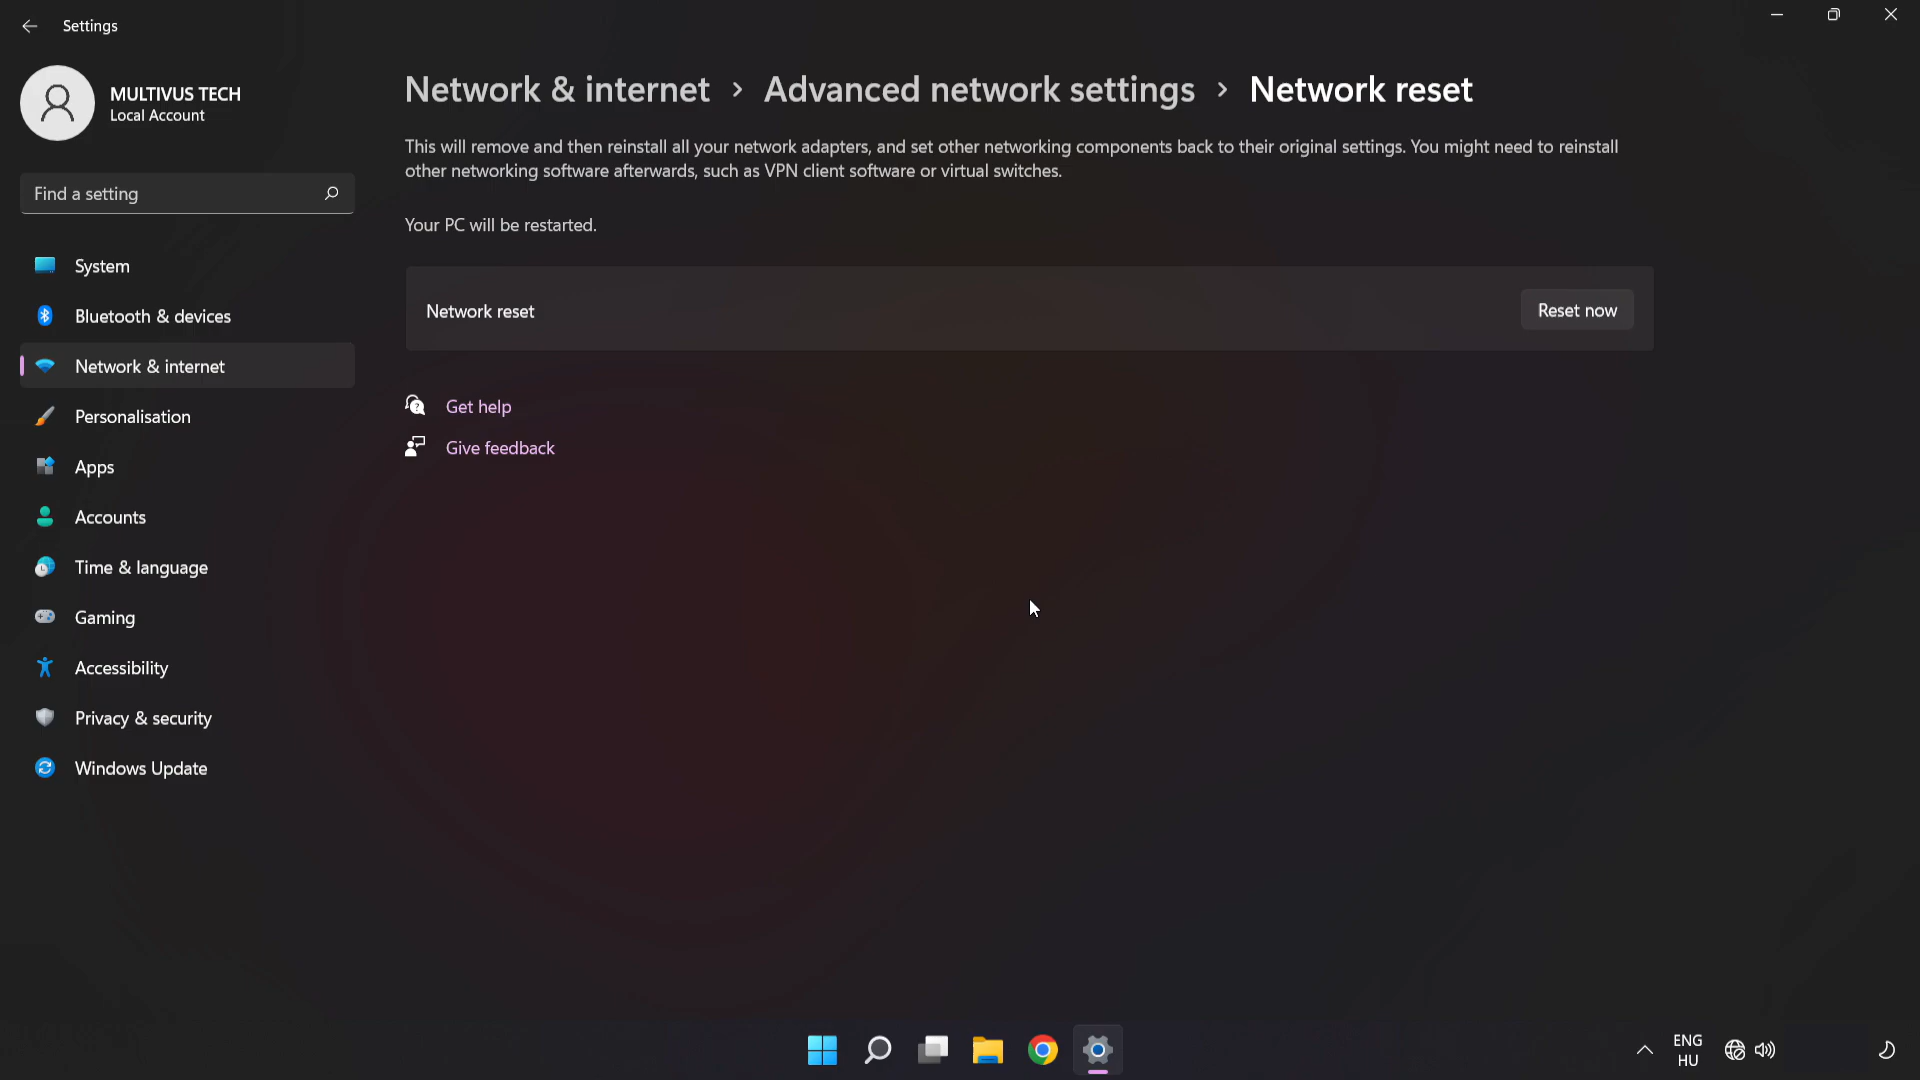 Settings
MULTIVUS TECH
Local Account
Find a setting
System
Bluetooth & devices
Network & internet
Personalisation
Apps
Accounts
Time & language
Gaming
Accessibility
Privacy & security
Windows Update
Network & internet > Advanced network settings > Network reset
This will remove and then reinstall all your network adapters, and set other networking components back to their original settings. You might need to reinstall
other networking software afterwards, such as VPN client software or virtual switches.
Your PC will be restarted.
Network reset
Reset now
Get help
Give feedback
ENG
HU